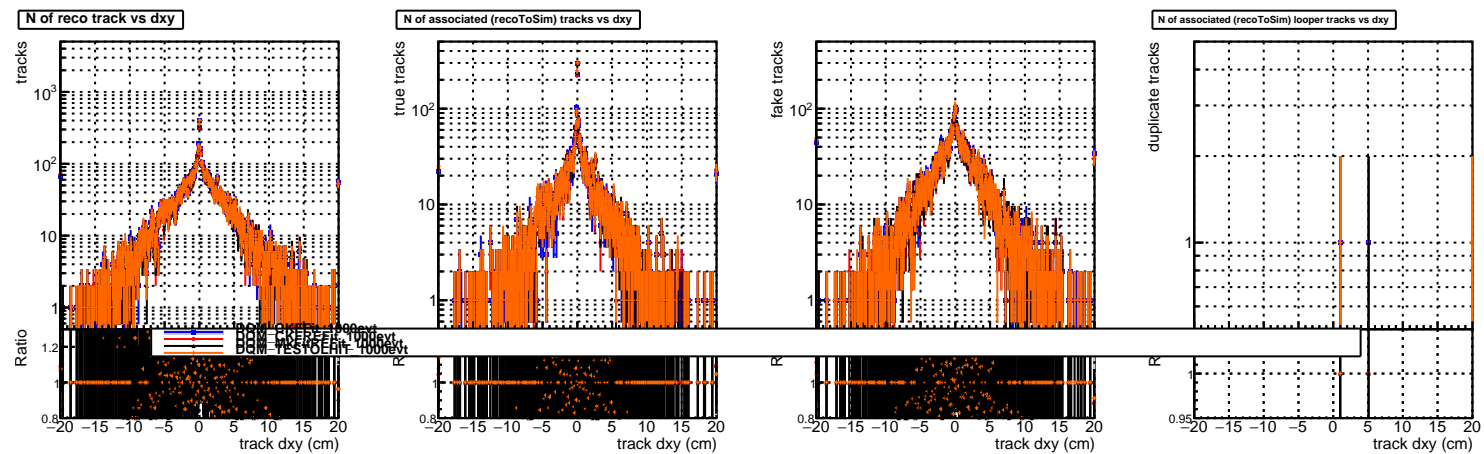 N of reco track vs dxy
tracks
10³
10²
10
1
Ratio
1.2
1
0.8
−20 −15 −10 −5 0 5 10 15 20
track dxy (cm)
N of associated (recoToSim) tracks vs dxy
true tracks
10²
10
1
1
0.8
−20 −15 −10 −5 0 5 10 15 20
track dxy (cm)
fake tracks
10²
10
1
1
0.8
−20 −15 −10 −5 0 5 10 15 20
track dxy (cm)
N of associated (recoToSim) looper tracks vs dxy
duplicate tracks
1
1
0.95
−20 −15 −10 −5 0 5 10 15 20
track dxy (cm)
DQM_TESTOLHIT_1000evt